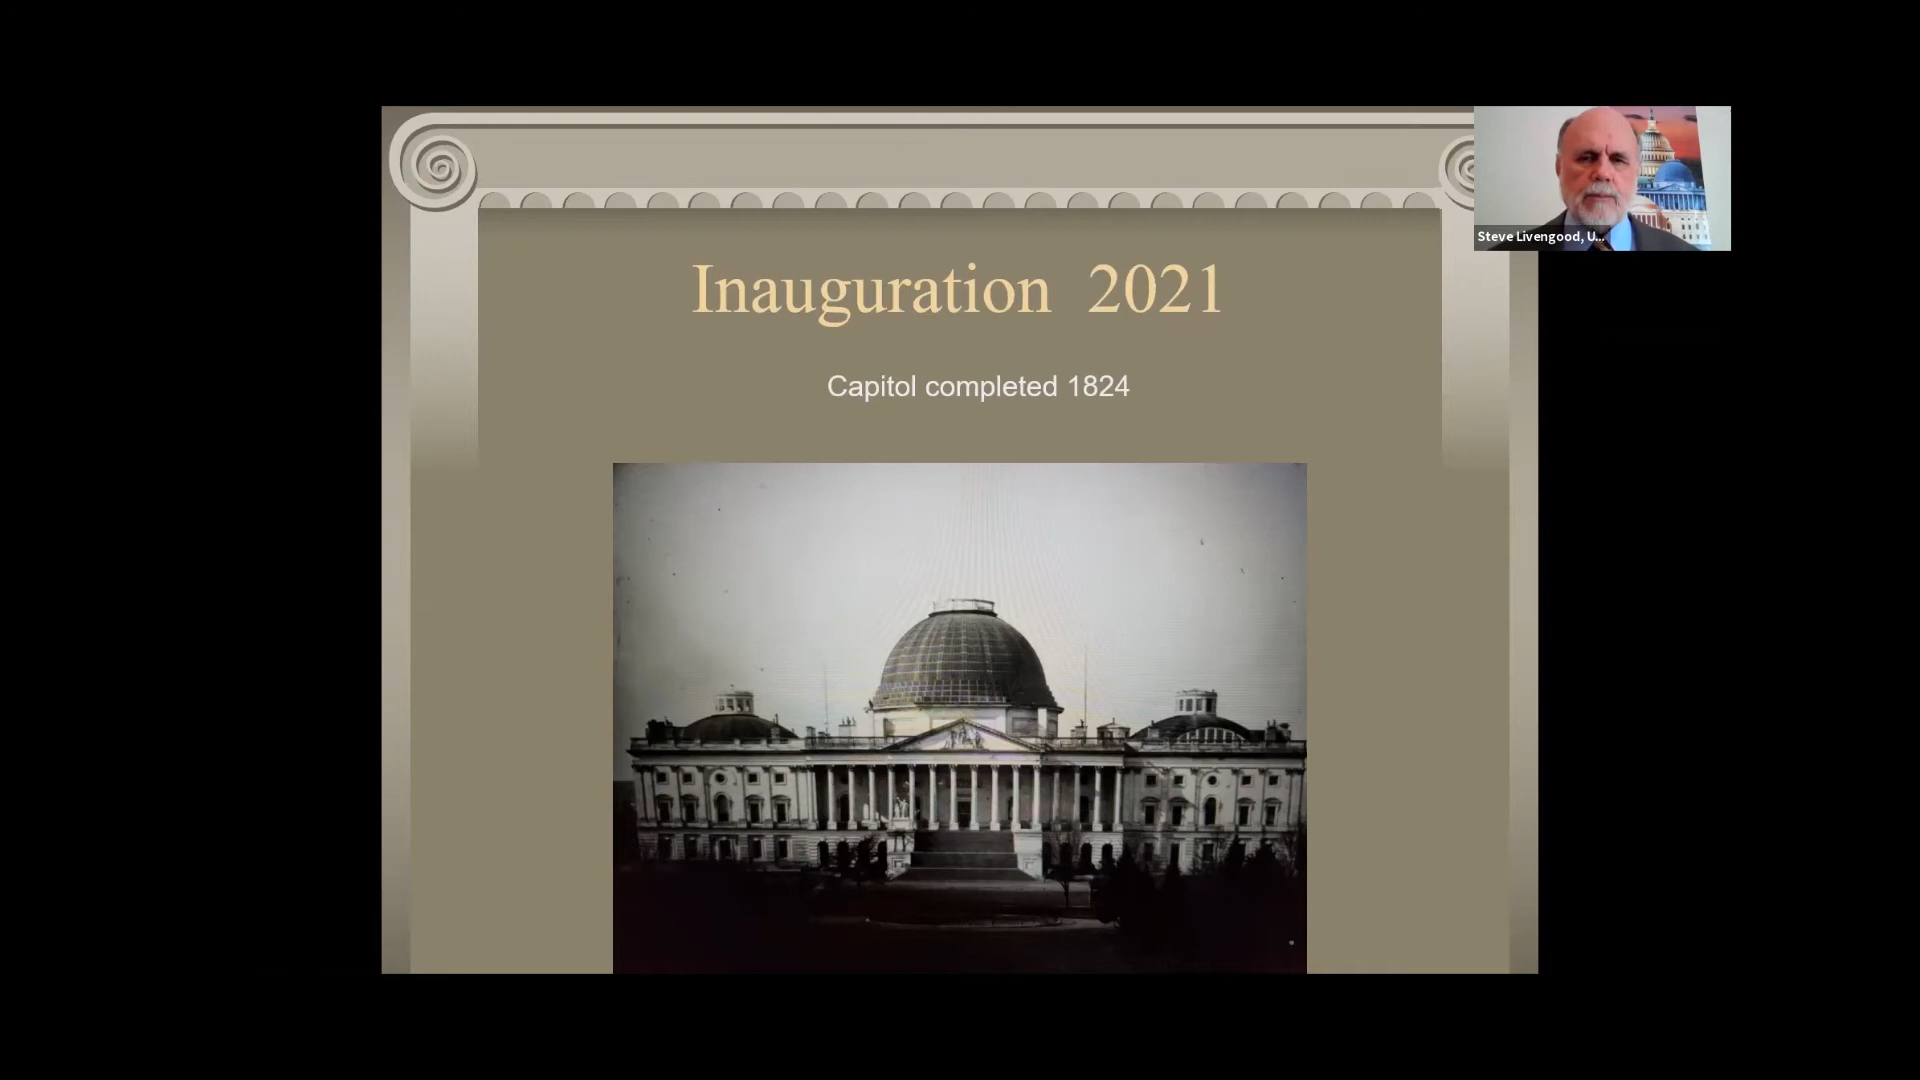 Inauguration 2021
Capitol completed 1824
Steve Livengood, U...